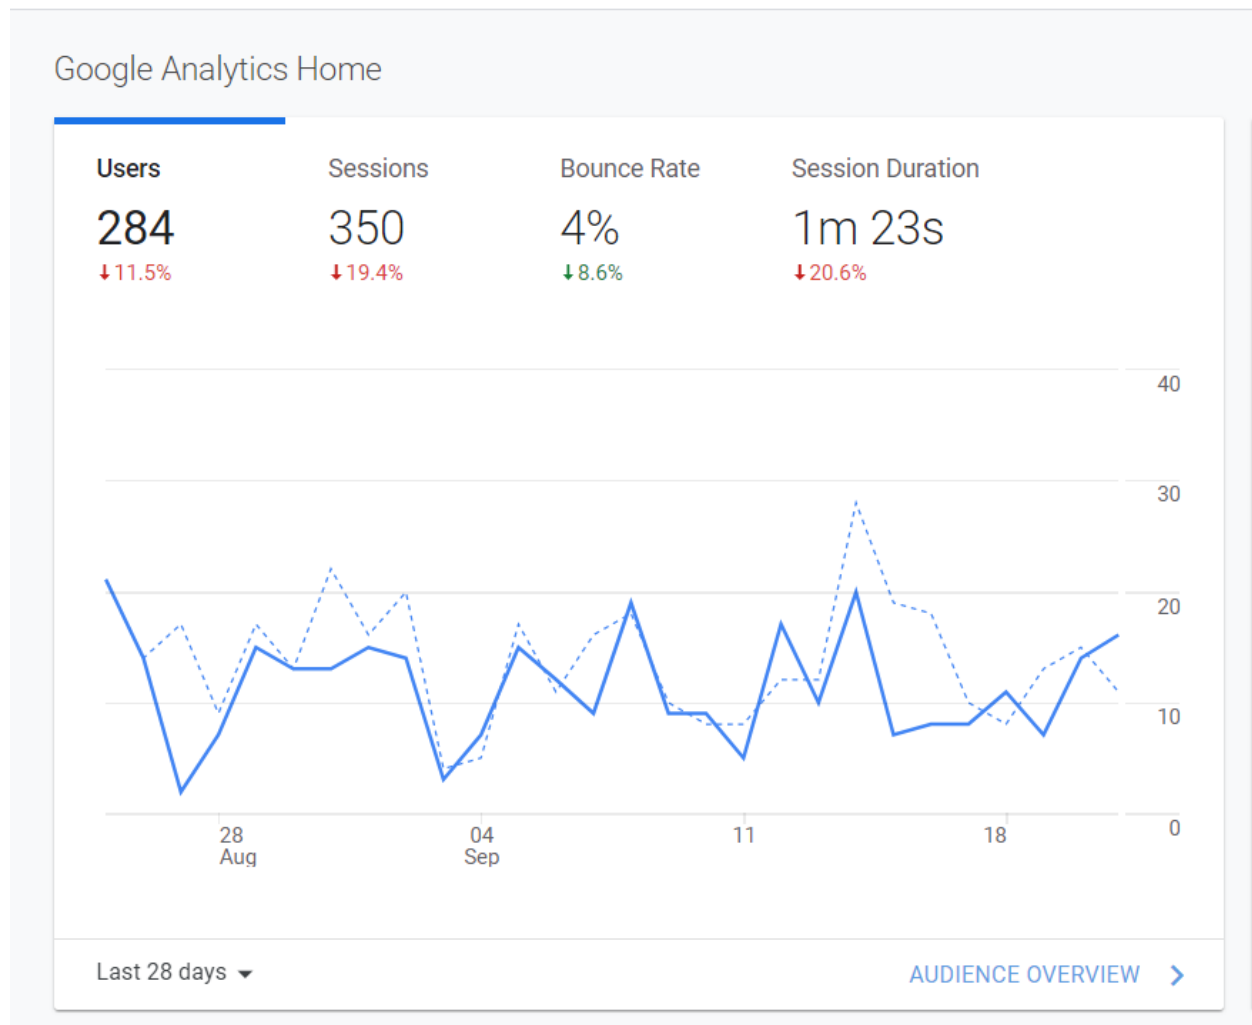 Google Analytics Home
Users Sessions Bounce Rate Session Duration
284 350 4% 1m 23s
↓11.5% ↓19.4% ↓8.6% ↓20.6%
40
30
20
10
0
28 04 11 18
Aug Sep
Last 28 days AUDIENCE OVERVIEW